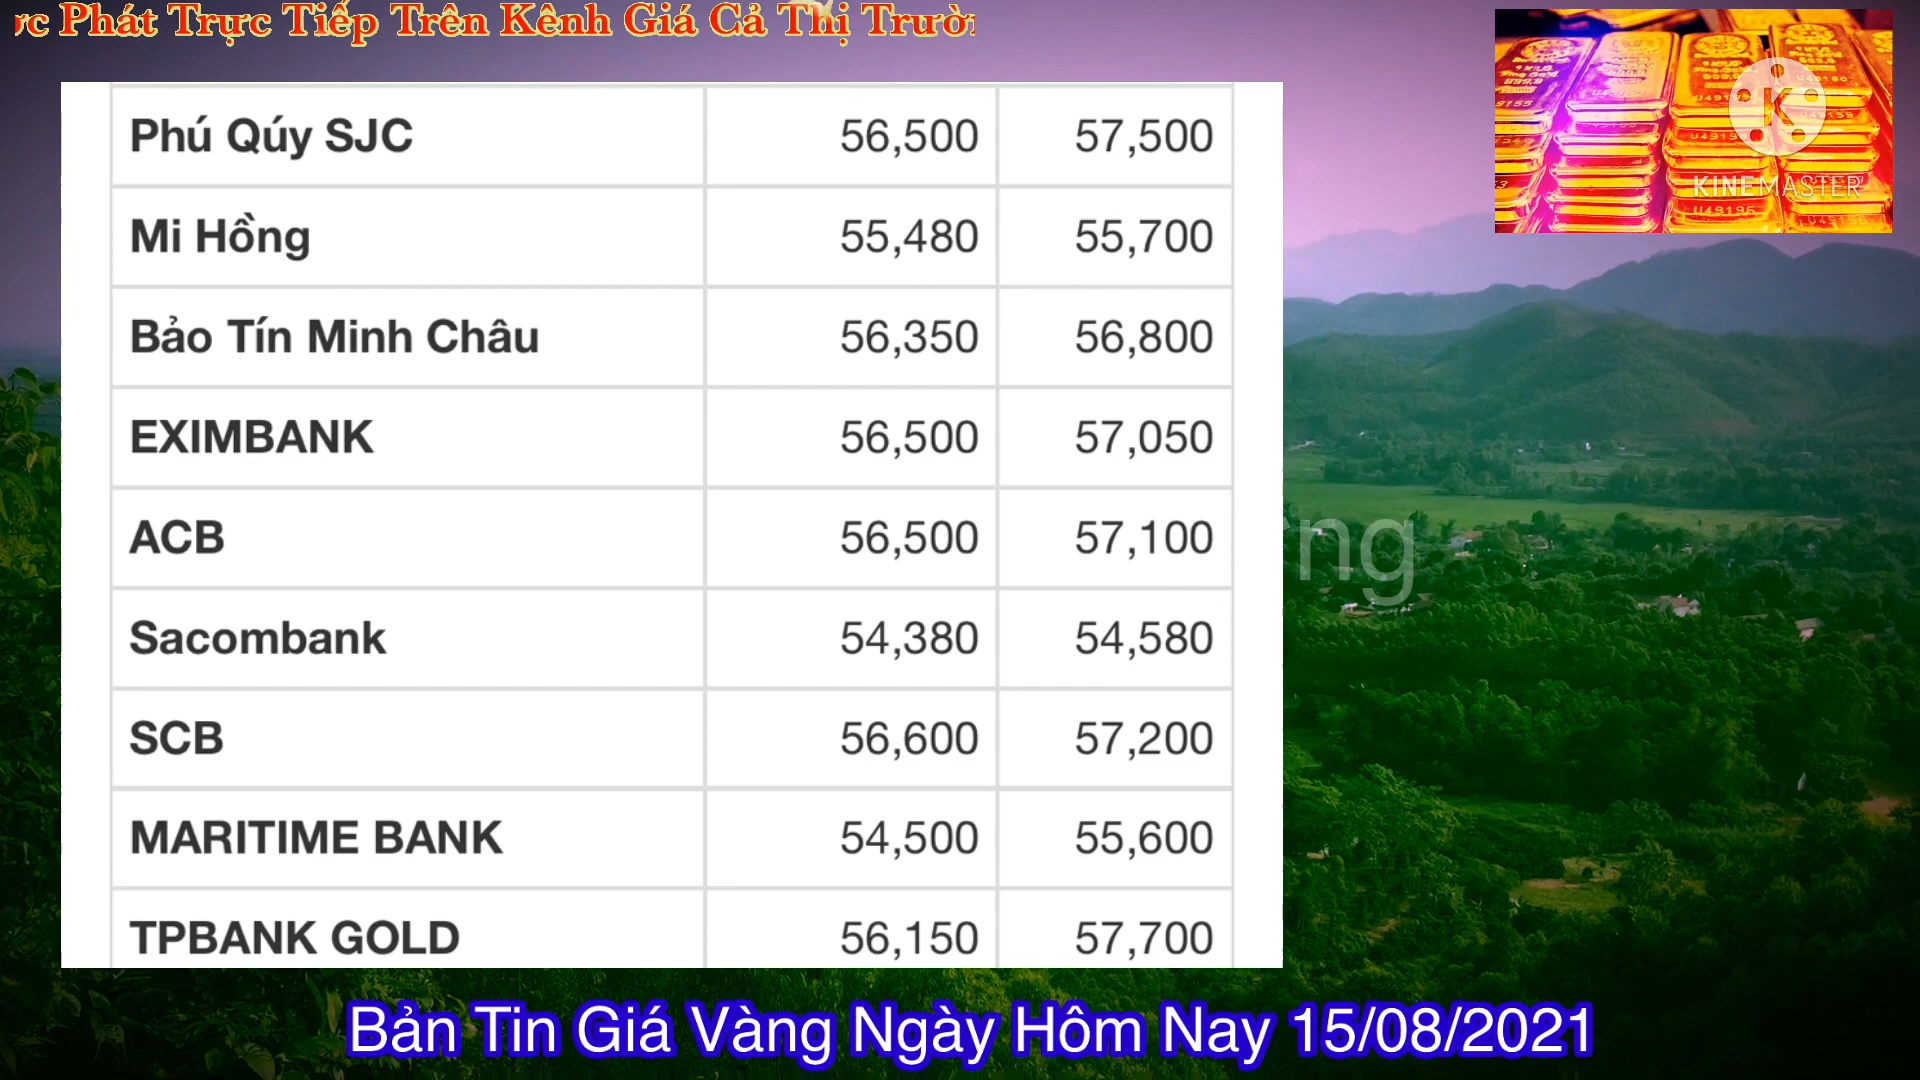 Phát Trực Tiếp Trên Kênh Giá Cả Thị
Phú Qúy SJC 56,500 57,500
Mi Hồng 55,480 55,700
Bảo Tín Minh Châu 56,350 56,800
EXIMBANK 56,500 57,050
ACB 56,500 57,100
Sacombank 54,380 54,580
SCB 56,600 57,200
MARITIME BANK 54,500 55,600
TPBANK GOLD 56,150 57,700
KINEMASTER
Bản Tin Giá Vàng Ngày Hôm Nay 15/08/2021